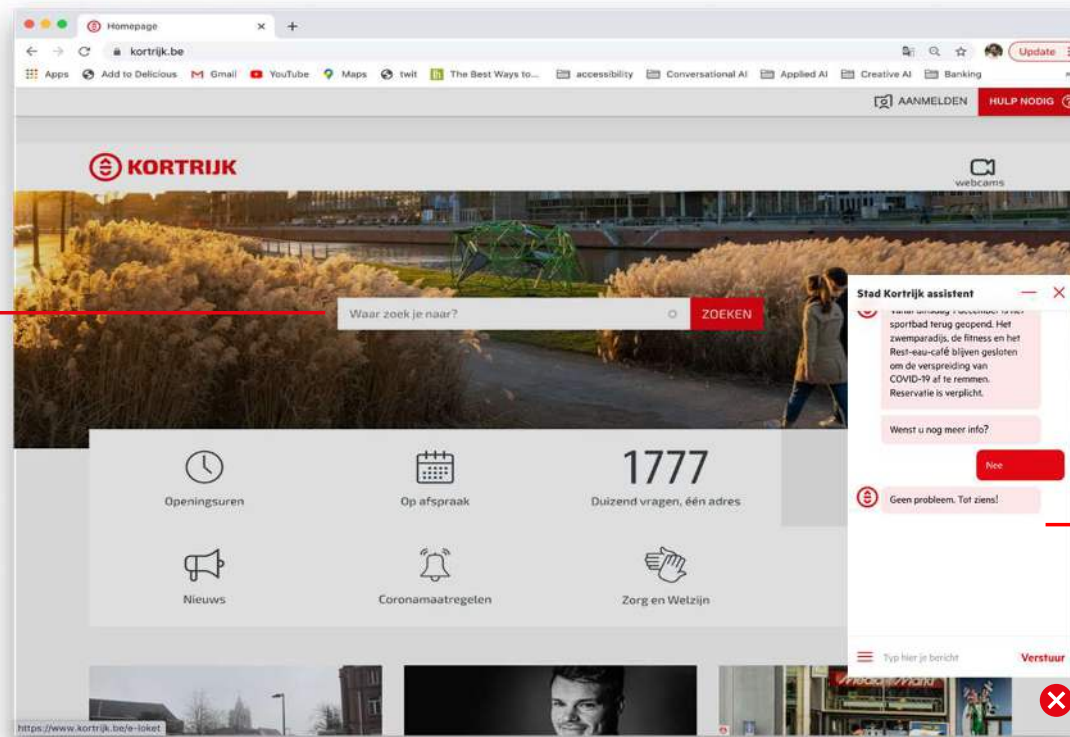 Homepage
kortrijk.be
Update
Apps
Add to Delicious
Gmail
YouTube
Maps
twit
The Best Ways to...
accessibility
Conversational AI
Applied AI
Creative AI
Banking
AANMELDEN
HULP NODIG
KORTRIJK
webcams
Waar zoek je naar?
ZOEKEN
Openingsuren
Op afspraak
1777
Duizend vragen, één adres
Nieuws
Coronamaatregelen
Zorg en Welzijn
Stad Kortrijk assistent
sportbad terug geopend. Het
zwemparadijs, de fitness en het
Rest-eau-café blijven gesloten
om de verspreiding van
COVID-19 af te remmen.
Reservatie is verplicht.
Wenst u nog meer info?
Nee
Geen probleem. Tot ziens!
Typ hier je bericht
Verstuur
MediaMarkt
https://www.kortrijk.be/e-loket